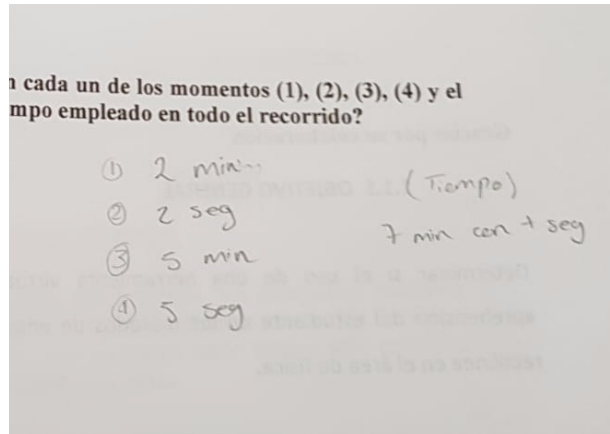 n cada un de los momentos (1), (2), (3), (4) y el
mpo empleado en todo el recorrido?
① 2 min
② 2 seg
③ 5 min
④ 5 seg
(Tiempo)
7 min con 7 seg